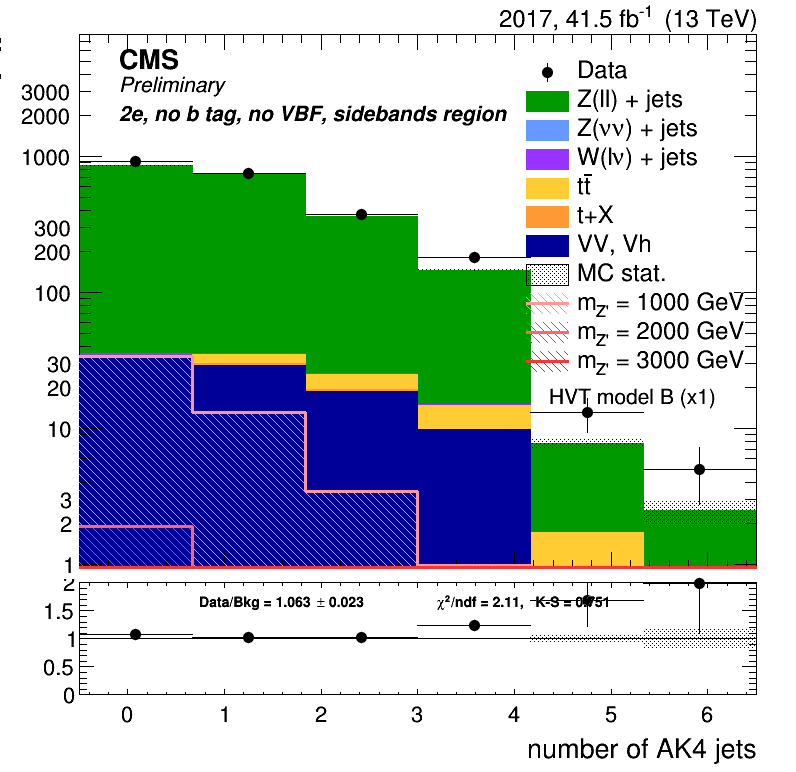 2017, 41.5 fb⁻¹ (13 TeV)
CMS
Preliminary
2e, no b tag, no VBF, sidebands region
Data
Z(ll) + jets
Z(νν) + jets
W(lν) + jets
tt̄
t+X
VV, Vh
MC stat.
m_Z' = 1000 GeV
m_Z' = 2000 GeV
m_Z' = 3000 GeV
HVT model B (x1)
3000
2000
1000
300
200
100
30
20
10
3
2
1
Data/Bkg = 1.063 ± 0.023
χ²/ndf = 2.11, K-S = 0.751
2
1.5
1
0.5
0
0 1 2 3 4 5 6
number of AK4 jets